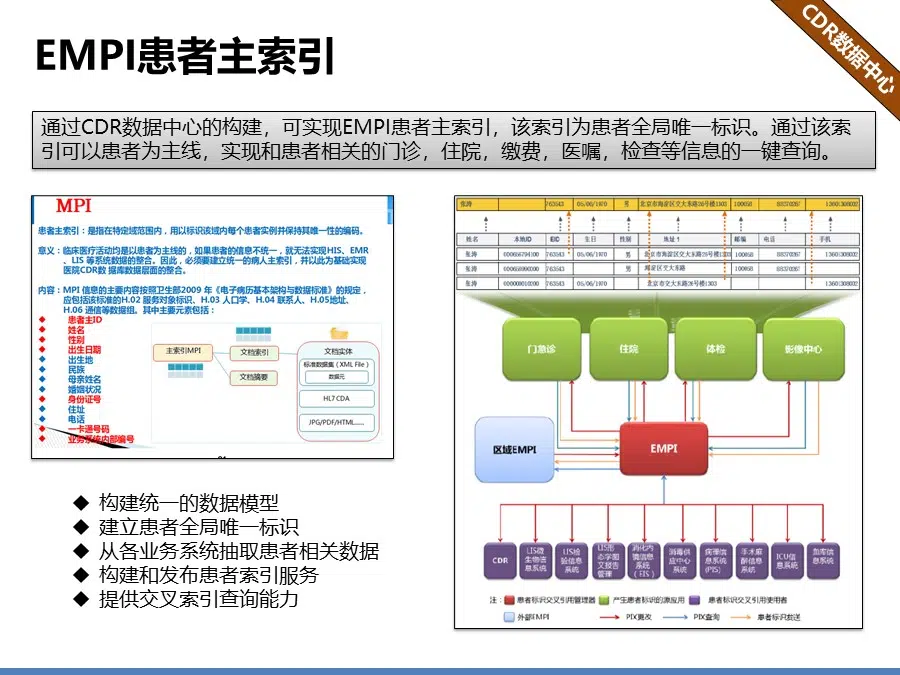 CDR数据中心
EMPI患者主索引
通过CDR数据中心的构建，可实现EMPI患者主索引，该索引为患者全局唯一标识。通过该索
引可以患者为主线，实现和患者相关的门诊，住院，缴费，医嘱，检查等信息的一键查询。
MPI
患者主索引：是指在特定域范围内，用以标识该域内每个患者实例并保持其唯一性的编码。
意义：临床医疗活动均是以患者为主线的，如果患者的信息不统一，就无法实现HIS、EMR
、LIS 等系统数据的整合。因此，必须要建立统一的病人主索引，并以此为基础实现
医院CDR数 据库数据层面的整合。
内容：MPI 信息的主要内容按照卫生部2009 年《电子病历基本架构与数据标准》的规定，
应包括该标准的H.02 服务对象标识、H.03 人口学、H.04 联系人、H.05地址、
H.06 通信等数据组。其中主要元素包括：
◆ 患者主ID
◆ 姓名
◆ 性别
◆ 出生日期
◆ 出生地
◆ 民族
◆ 母亲姓名
◆ 婚姻状况
◆ 身份证号
◆ 住址
◆ 电话
◆ 一卡通号码
◆ 业务系统内部编号
主索引MPI
文档索引
文档摘要
文档实体
标准数据集（XML File）
数据元
HL7 CDA
JPG/PDF/HTML......
◆ 构建统一的数据模型
◆ 建立患者全局唯一标识
◆ 从各业务系统抽取患者相关数据
◆ 构建和发布患者索引服务
◆ 提供交叉索引查询能力
张涛 763543 05/06/1970 男 北京市海淀区交大东路25号楼1303 100058 88370267
姓名 本地ID EID 生日 性别 地址1 邮编 电话 手机
张涛 763543 05/06/1970 男 北京市海淀区交大东路25号楼1303 100058 88370267
张涛 763543 男 海淀区交大东路 100058 88370267
张涛 05/06/1970 北京市交大东路26号楼1303
门急诊
住院
体检
影像中心
区域EMPI
EMPI
CDR
LIS微生物信息系统
LIS检验信息系统
LIS形态学图文报告管理
消化内镜信息系统（EIS）
消毒供应中心系统
病理信息系统(PIS)
手术麻醉信息系统
ICU信息系统
血库信息系统
注：患者标识交叉引用管理器 产生患者标识的源应用 患者标识交叉引用使用者
外部EMPI PIX更改 PIX查询 患者标识发送